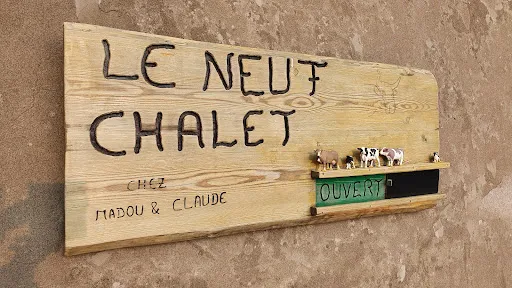 LE NEUF
CHALET
CHEZ
MADOU & CLAUDE
OUVERT